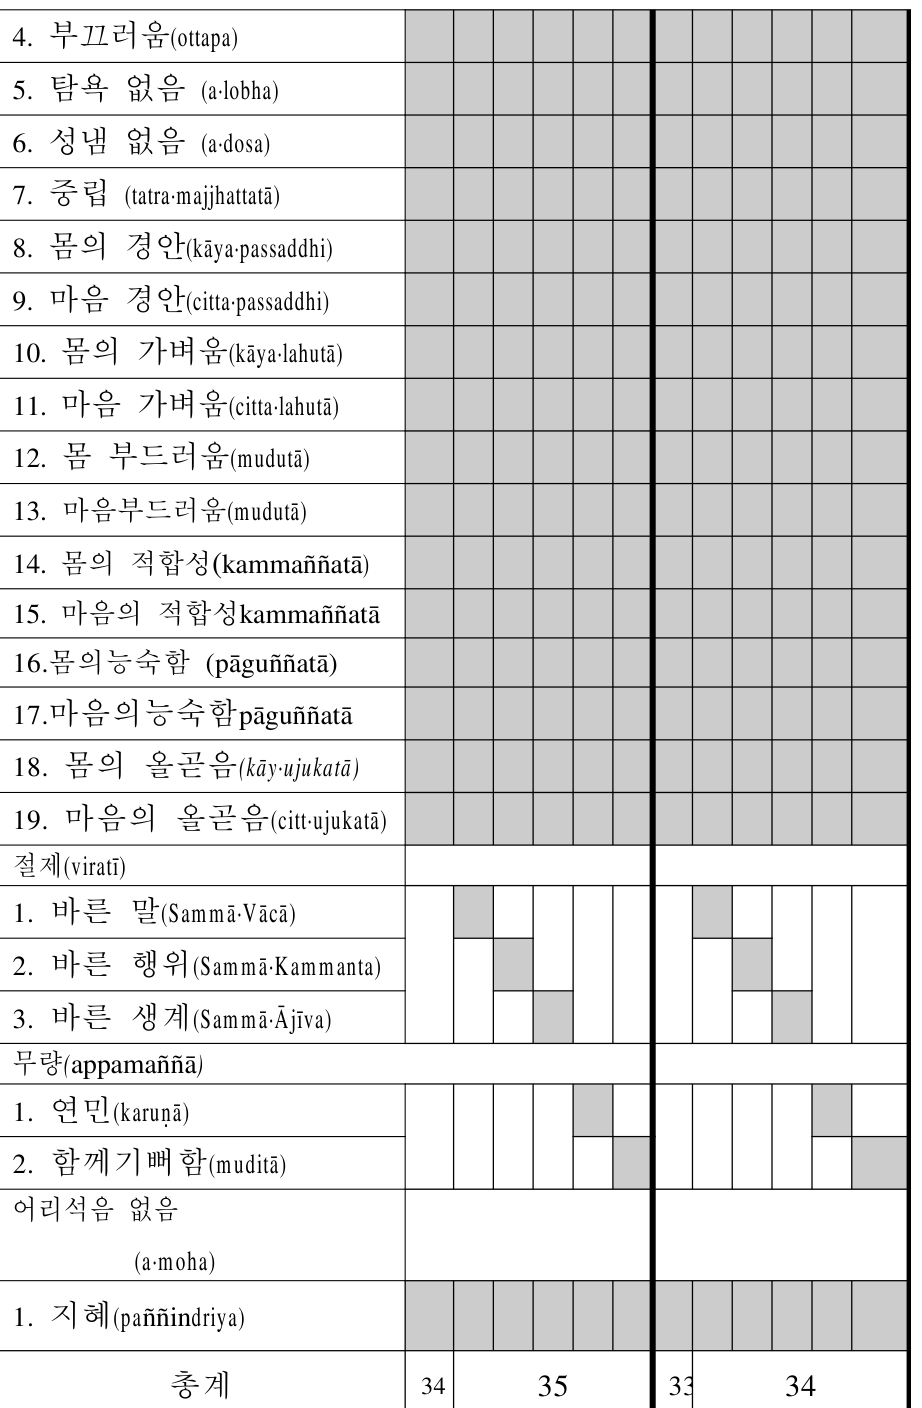 4. 부끄러움(ottapa)
5. 탐욕 없음 (a·lobha)
6. 성냄 없음 (a·dosa)
7. 중립 (tatra·majjhattatā)
8. 몸의 경안(kāya·passaddhi)
9. 마음 경안(citta·passaddhi)
10. 몸의 가벼움(kāya·lahutā)
11. 마음 가벼움(citta·lahutā)
12. 몸 부드러움(mudutā)
13. 마음부드러움(mudutā)
14. 몸의 적합성(kammaññatā)
15. 마음의 적합성kammaññatā
16.몸의능숙함 (pāguññatā)
17.마음의능숙함pāguññatā
18. 몸의 올곧음(kāy·ujukatā)
19. 마음의 올곧음(citt·ujukatā)
절제(viratī)
1. 바른 말(Sammā·Vācā)
2. 바른 행위(Sammā·Kammanta)
3. 바른 생계(Sammā·Ājīva)
무량(appamaññā)
1. 연민(karuṇā)
2. 함께기뻐함(muditā)
어리석음 없음
(a·moha)
1. 지혜(paññindriya)
총계 34 35 33 34